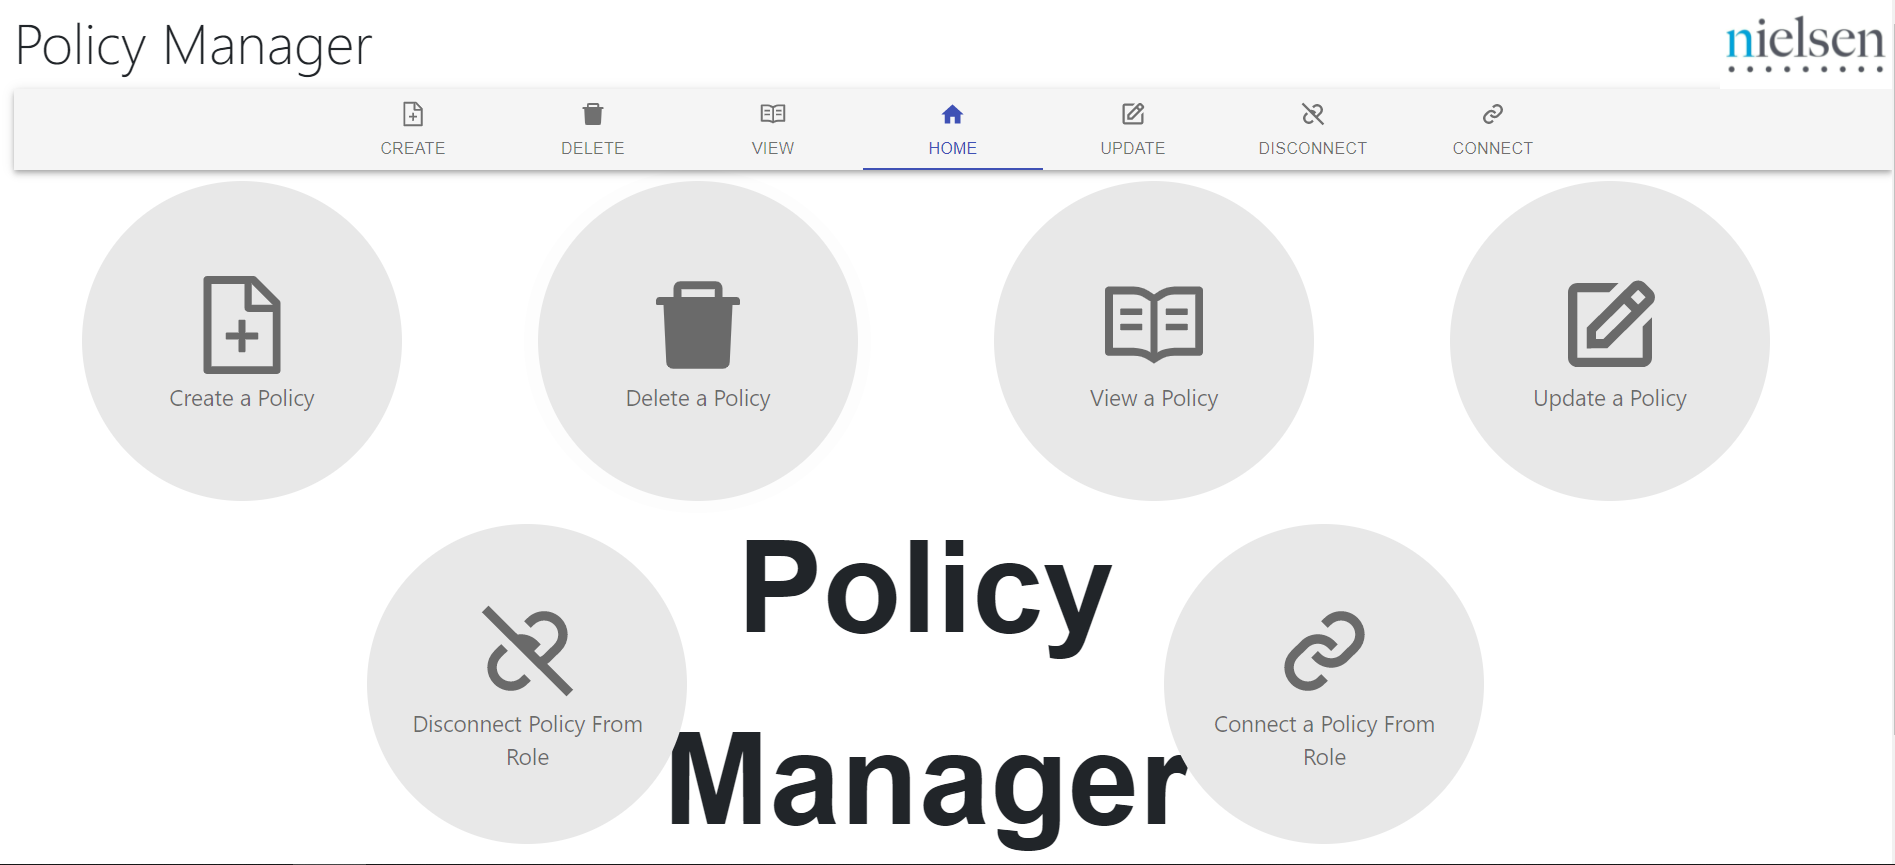 Policy Manager
nielsen
CREATE
DELETE
VIEW
HOME
UPDATE
DISCONNECT
CONNECT
Create a Policy
Delete a Policy
View a Policy
Update a Policy
Policy
Manager
Disconnect Policy From
Role
Connect a Policy From
Role